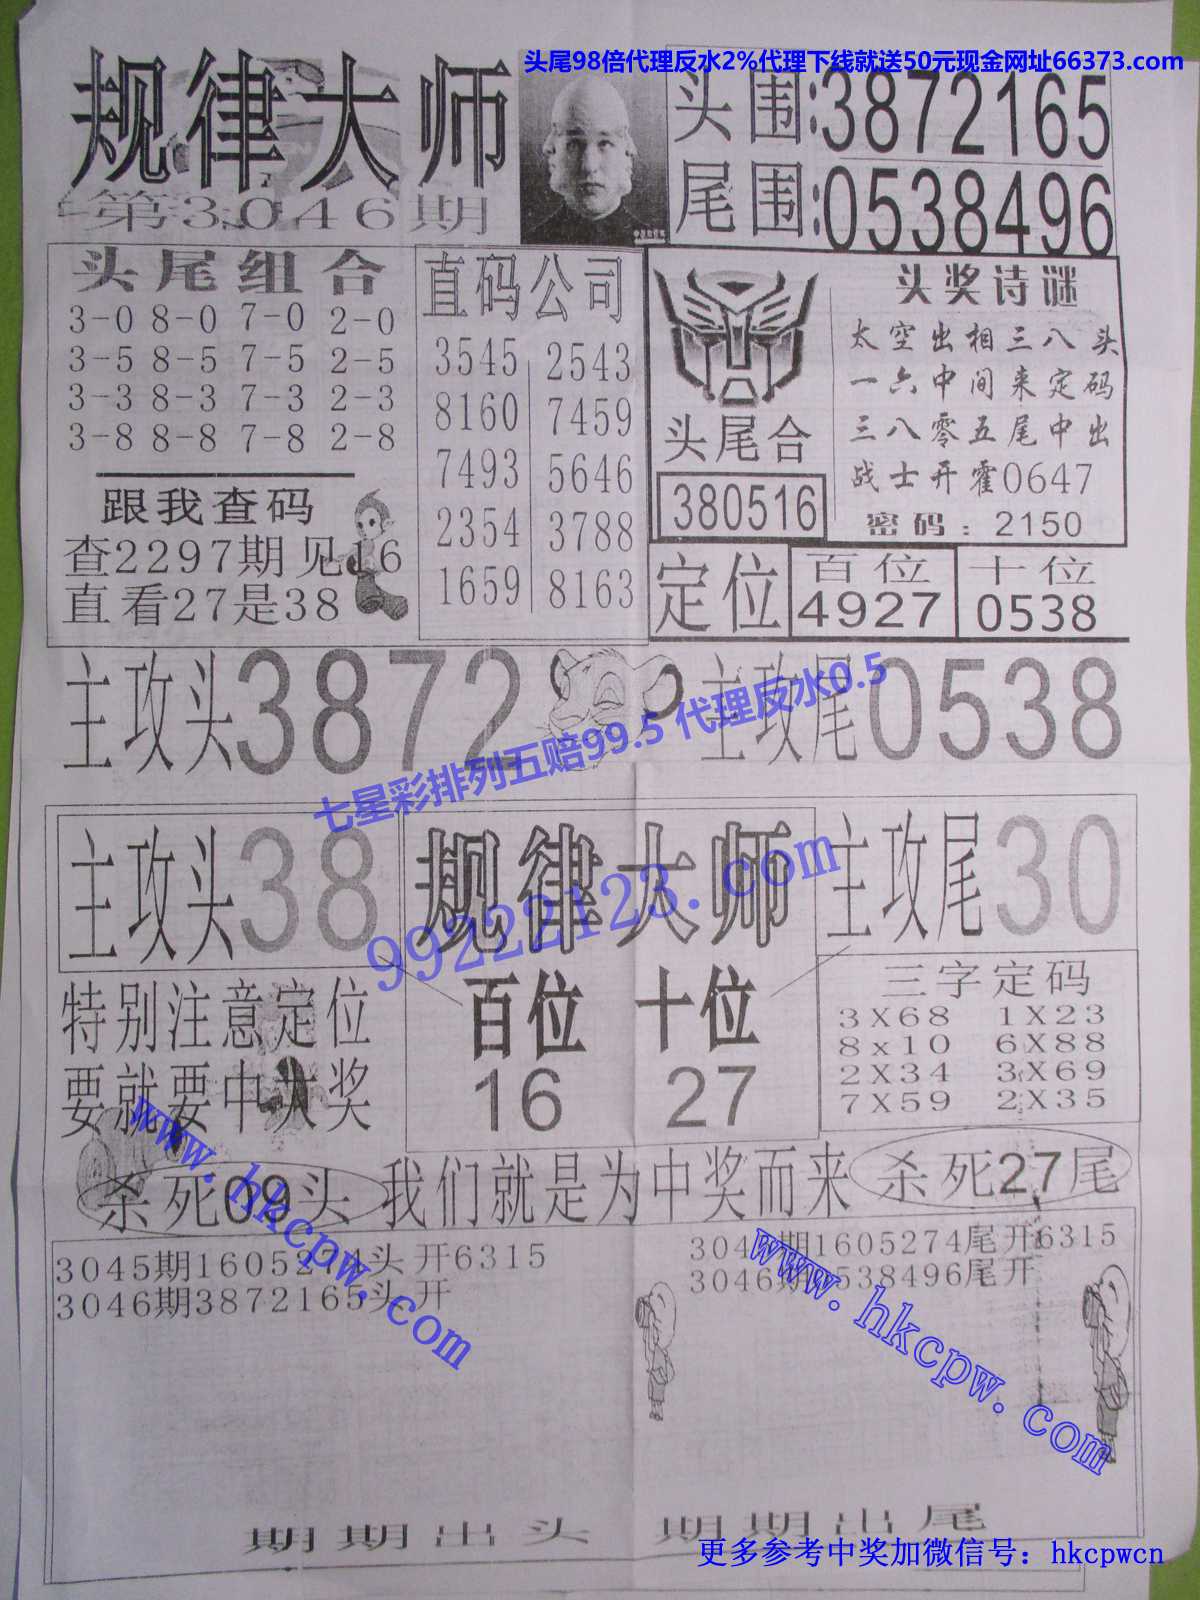 头尾98倍代理反水2%代理下线就送50元现金网址66373.com
规律大师
第3046期
头围:3872165
尾围:0538496
头尾组合
3-0 8-0 7-0 2-0
3-5 8-5 7-5 2-5
3-3 8-3 7-3 2-3
3-8 8-8 7-8 2-8
跟我查码
查2297期见16
直看27是38
直码公司
3545 2543
8160 7459
7493 5646
2354 3788
1659 8163
头尾合
380516
头奖诗谜
太空出相三八头
一六中间来定码
三八零五尾中出
战士开霍0647
密码:2150
定位
百位
4927
十位
0538
主攻头3872
主攻尾0538
七星彩排列五赔99.5 代理反水0.5
主攻头38
规律大师
主攻尾30
99222123.com
特别注意定位
要就要中大奖
百位 十位
16 27
三字定码
3X68 1X23
8x10 6X88
2X34 3X69
7X59 2X35
杀死09头
我们就是为中奖而来
杀死27尾
www.hkcpw.com
www.hkcpw.com
3045期1605274头开6315
3046期3872165头开
3045期1605274尾开6315
3046期0538496尾开
期期出头 期期出尾
更多参考中奖加微信号：hkcpwcn